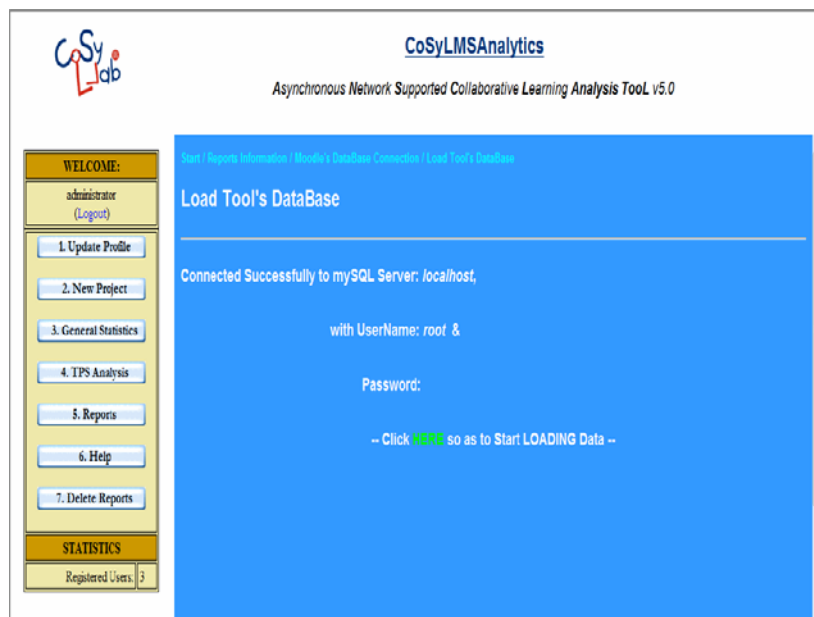 CoSyLab
CoSyLMSAnalytics
Asynchronous Network Supported Collaborative Learning Analysis TooL v5.0
WELCOME:
administrator
(Logout)
1. Update Profile
2. New Project
3. General Statistics
4. TPS Analysis
5. Reports
6. Help
7. Delete Reports
STATISTICS
Registered Users: 3
Start / Reports Information / Moodle's DataBase Connection / Load Tool's DataBase
Load Tool's DataBase
Connected Successfully to mySQL Server: localhost,
with UserName: root &
Password:
-- Click HERE so as to Start LOADING Data --